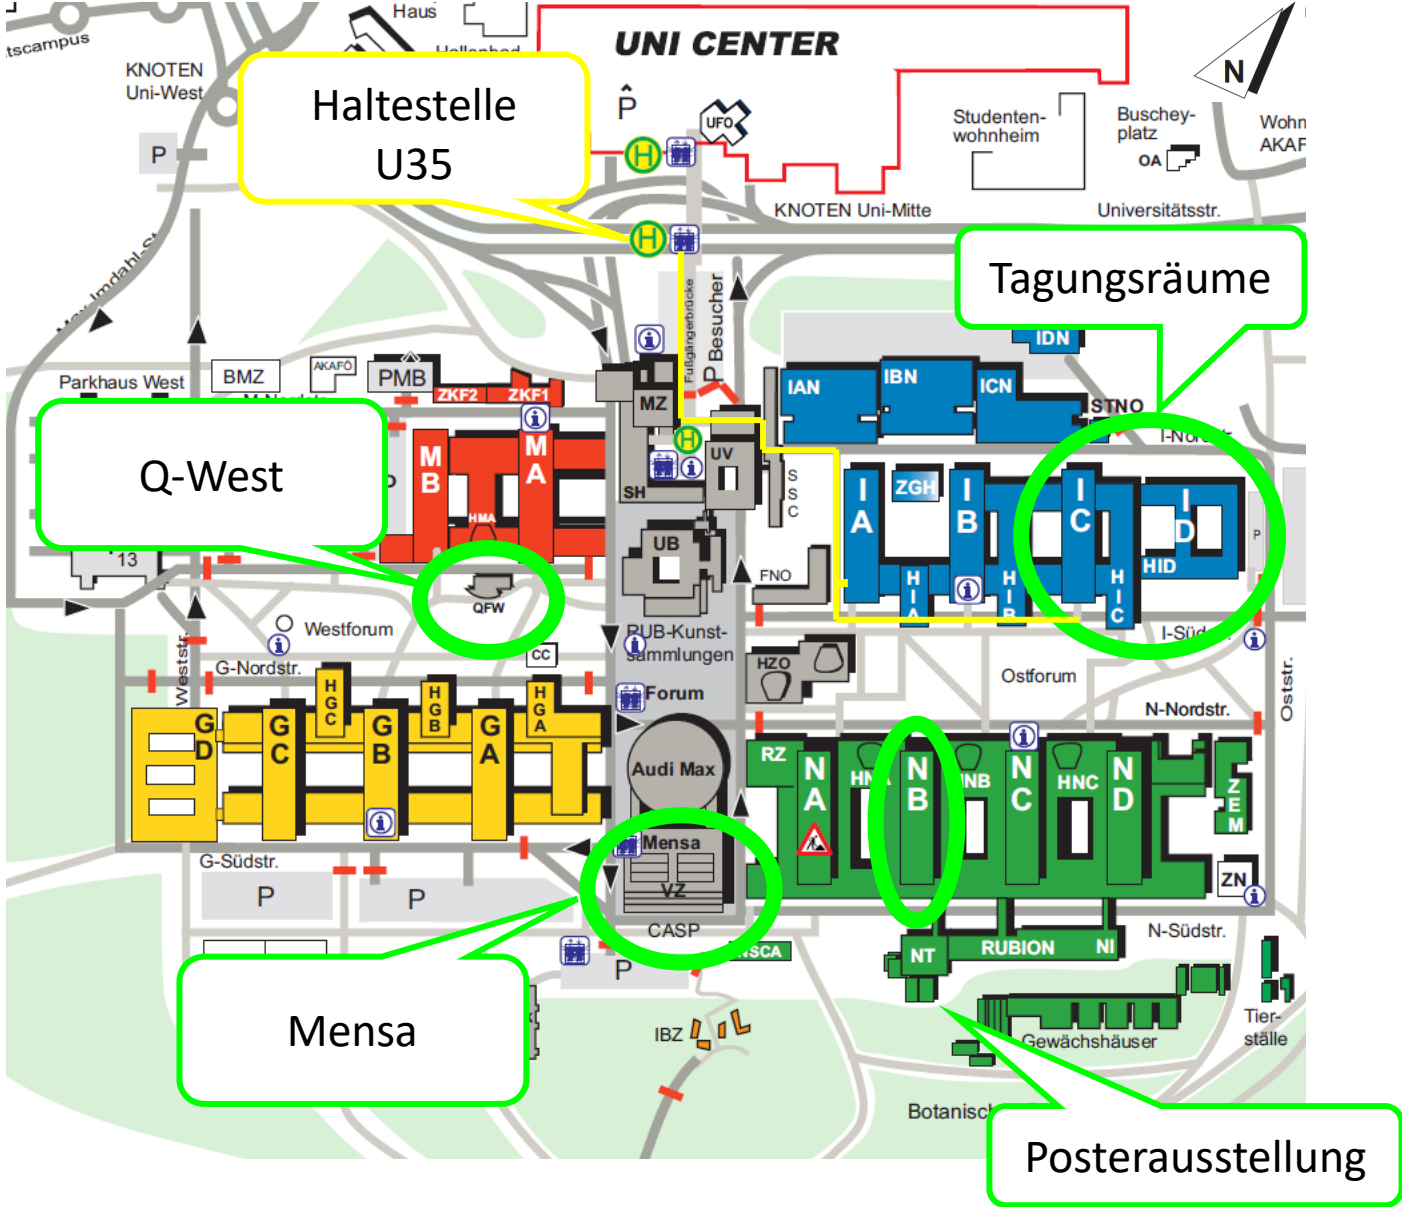 Haus
UNI CENTER
tscampus
KNOTEN
Uni-West
Haltestelle
U35
P
UFO
Studenten-
wohnheim
Buschey-
platz
OA
N
P
H
KNOTEN Uni-Mitte
Universitätsstr.
H
Tagungsräume
Fußgängerbrücke
P Besucher
IDN
Parkhaus West
BMZ
AKAFÖ
PMB
ZKF2
ZKF1
MZ
IAN
IBN
ICN
STNO
I-Nordstr.
Q-West
MB
MA
HMA
H
UV
SH
SSC
IA
ZGH
IB
IC
ID
P
13
UB
FNO
HIA
HIB
HIC
HID
QFW
Westforum
RUB-Kunst-
sammlungen
CC
HZO
I-Süd
Weststr.
G-Nordstr.
Forum
Ostforum
Oststr.
N-Nordstr.
GD
GC
HGC
GB
HGB
GA
HGA
Audi Max
RZ
NA
HNA
NB
HNB
NC
HNC
ND
ZEM
G-Südstr.
Mensa
VZ
ZN
P
P
CASP
N-Südstr.
NT
RUBION
NI
P
Mensa
IBZ
Gewächshäuser
Tier-
ställe
Posterausstellung